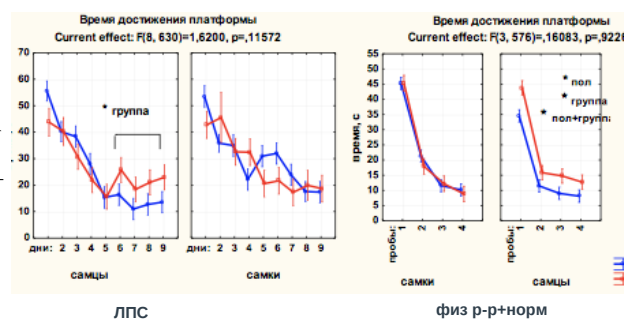 Время достижения платформы
Current effect: F(8, 630)=1,6200, p=,11572
70
60
50
40
30
20
10
0
* группа
дни: 2 3 4 5 6 7 8 9
дни: 2 3 4 5 6 7 8 9
самцы
самки
ЛПС
Время достижения платформы
Current effect: F(3, 576)=,16083, p=,9226
время, с
55
50
45
40
35
30
25
20
15
10
5
0
* пол
* группа
* пол+группа
пробы: 1 2 3 4
пробы: 1 2 3 4
самки
самцы
физ р-р+норм